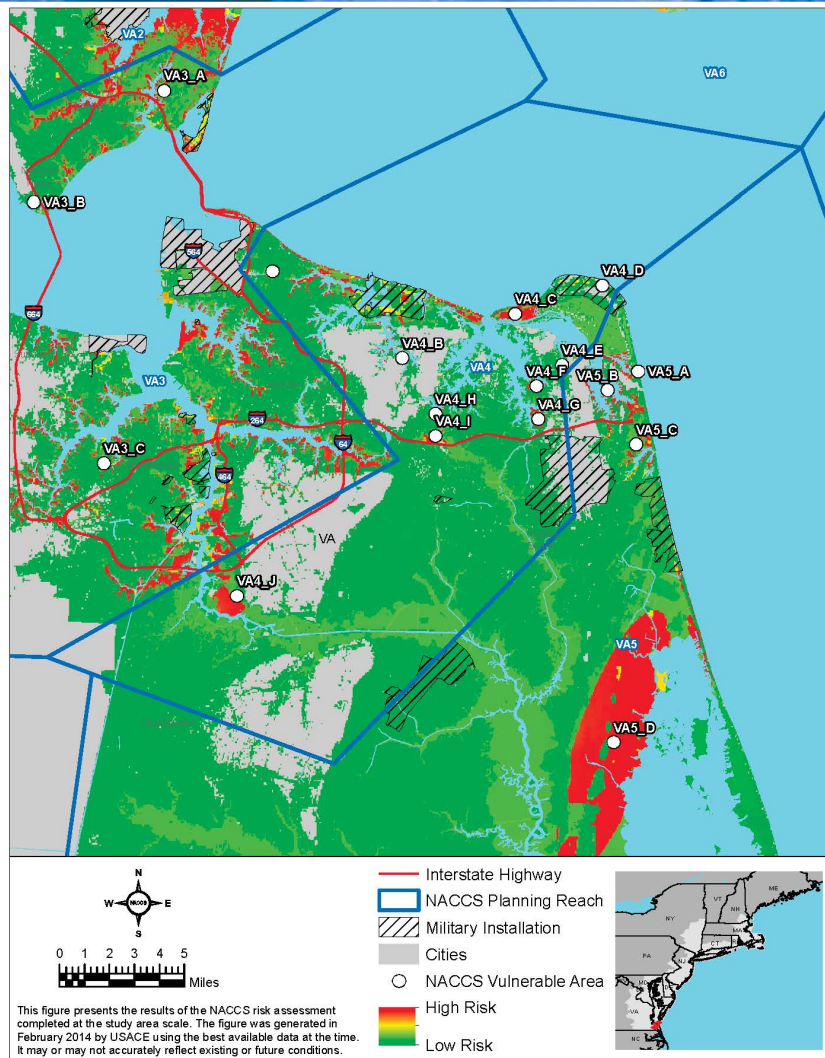 VA2
VA3_A
VA6
VA3_B
564
VA4_D
VA4_C
664
VA4_B
VA4_E
VA3
VA4
VA4_F
VA5_B
VA5_A
VA4_H
264
VA4_G
VA4_I
64
VA5_C
VA3_C
464
VA
VA4_J
VA5
VA5_D
N
W NACCS E
S
0 1 2 3 4 5
Miles
Interstate Highway
NACCS Planning Reach
Military Installation
Cities
NACCS Vulnerable Area
High Risk
Low Risk
ME
VT
NH
NY
MA
CT
PA
NJ
MD
VA
NC
This figure presents the results of the NACCS risk assessment
completed at the study area scale. The figure was generated in
February 2014 by USACE using the best available data at the time.
It may or may not accurately reflect existing or future conditions.